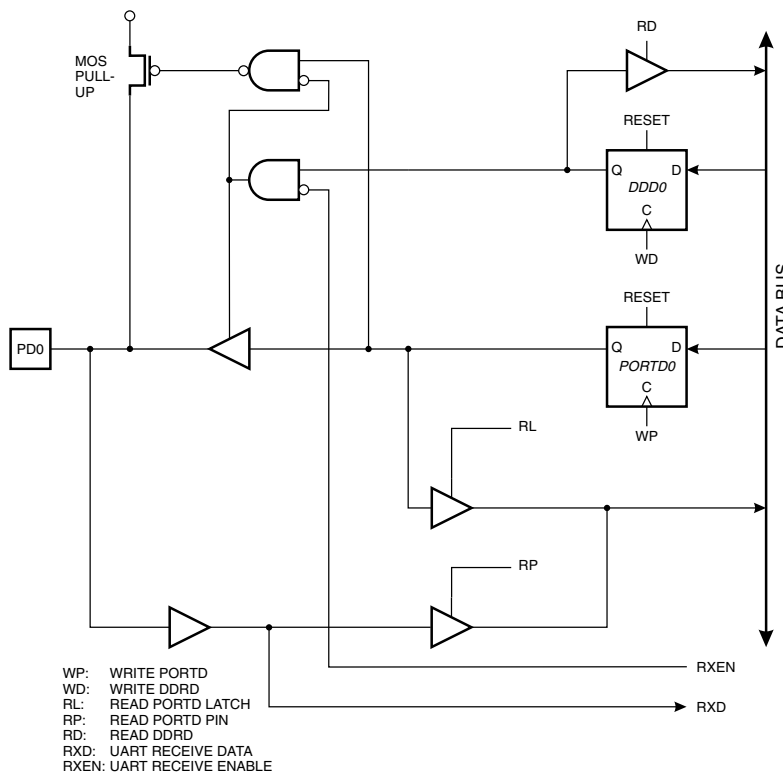 RD
MOS
PULL-
UP
RESET
Q D
DDD0
C
WD
DATA BUS
RESET
PD0
Q D
PORTD0
C
WP
RL
RP
RXEN
RXD
WP: WRITE PORTD
WD: WRITE DDRD
RL: READ PORTD LATCH
RP: READ PORTD PIN
RD: READ DDRD
RXD: UART RECEIVE DATA
RXEN: UART RECEIVE ENABLE